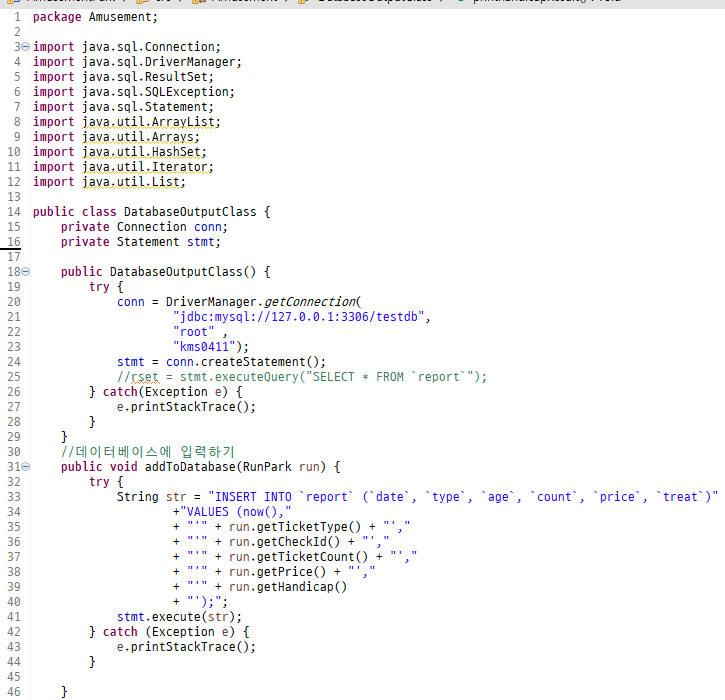 1 package Amusement;
2
3 import java.sql.Connection;
4 import java.sql.DriverManager;
5 import java.sql.ResultSet;
6 import java.sql.SQLException;
7 import java.sql.Statement;
8 import java.util.ArrayList;
9 import java.util.Arrays;
10 import java.util.HashSet;
11 import java.util.Iterator;
12 import java.util.List;
13
14 public class DatabaseOutputClass {
15     private Connection conn;
16     private Statement stmt;
17
18     public DatabaseOutputClass() {
19         try {
20             conn = DriverManager.getConnection(
21                     "jdbc:mysql://127.0.0.1:3306/testdb",
22                     "root" ,
23                     "kms0411");
24             stmt = conn.createStatement();
25             //rset = stmt.executeQuery("SELECT * FROM `report`");
26         } catch(Exception e) {
27             e.printStackTrace();
28         }
29     }
30     //데이터베이스에 입력하기
31     public void addToDatabase(RunPark run) {
32         try {
33             String str = "INSERT INTO `report` (`date`, `type`, `age`, `count`, `price`, `treat`)"
34                     +"VALUES (now(),"
35                     + "'" + run.getTicketType() + "',"
36                     + "'" + run.getCheckId() + "',"
37                     + "'" + run.getTicketCount() + "',"
38                     + "'" + run.getPrice() + "',"
39                     + "'" + run.getHandicap()
40                     + "');";
41             stmt.execute(str);
42         } catch (Exception e) {
43             e.printStackTrace();
44         }
45
46     }